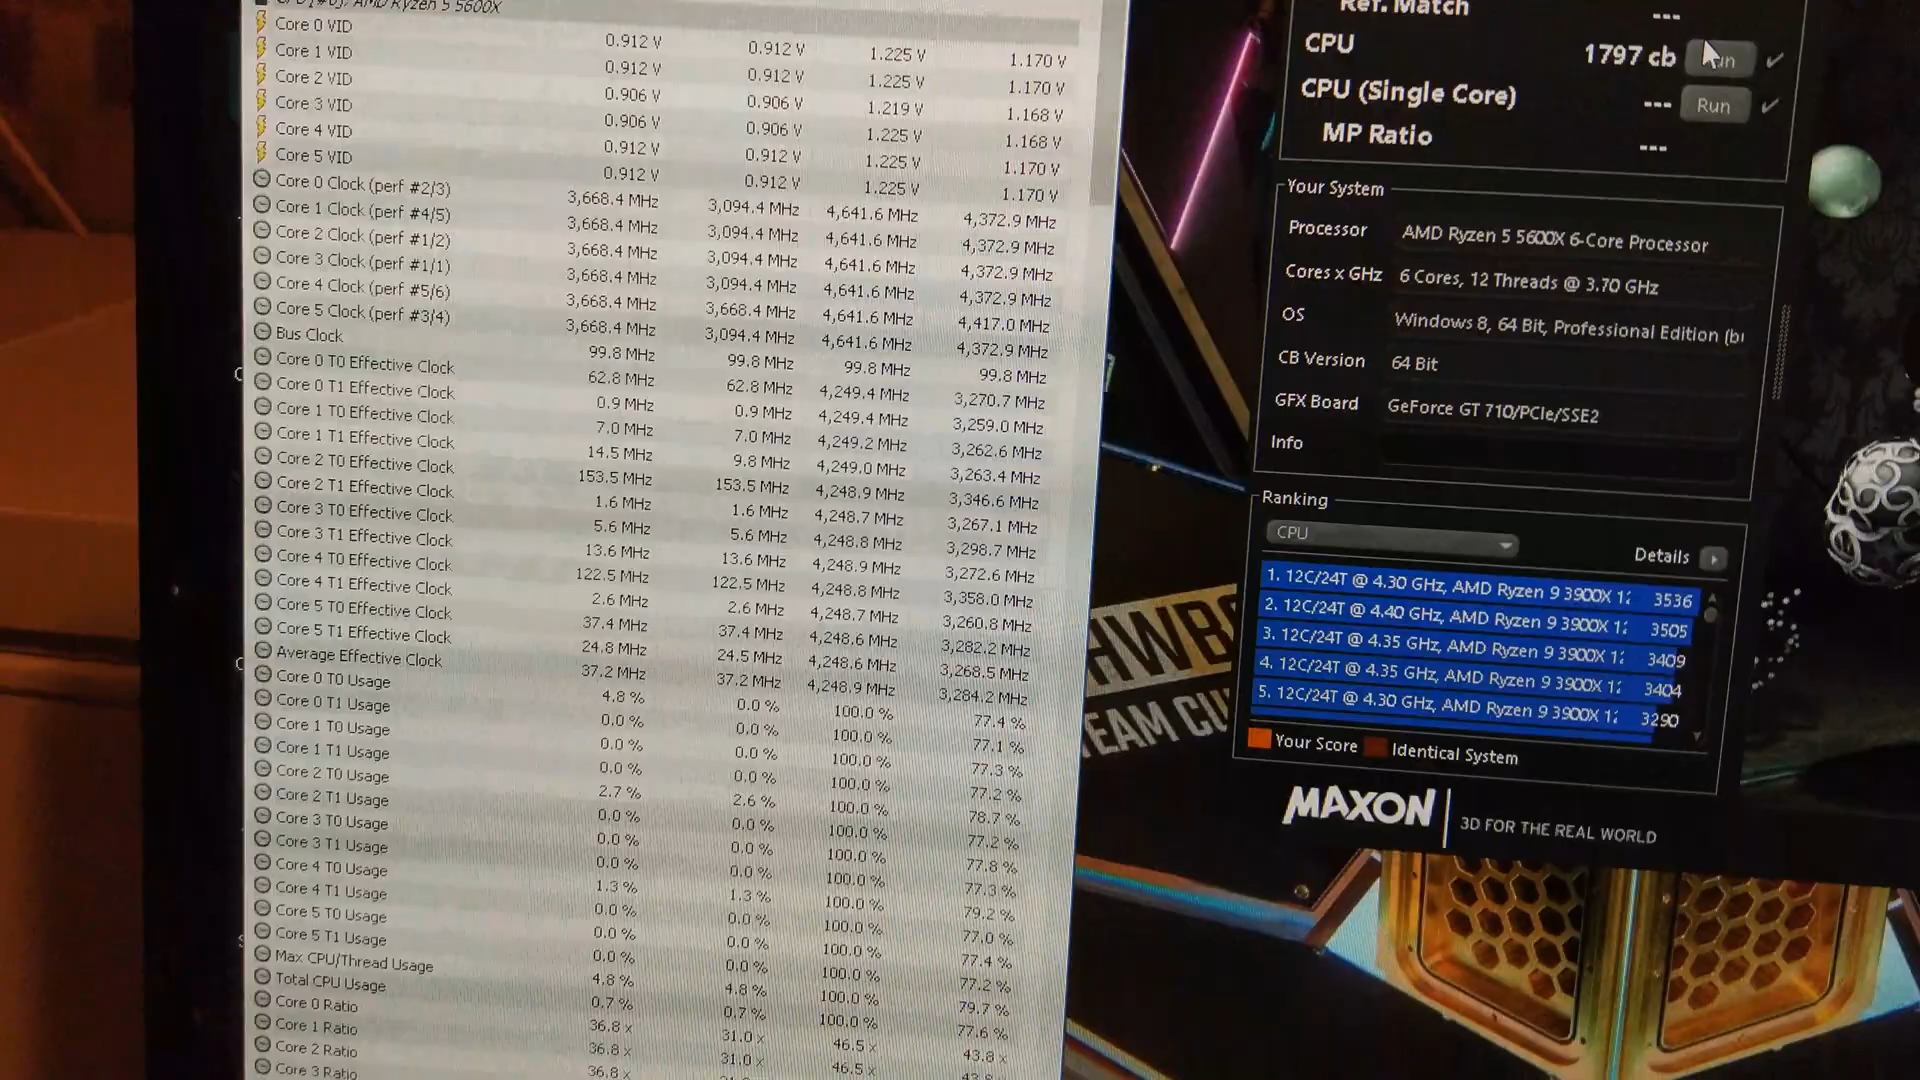 CPU [#0]: AMD Ryzen 5 5600X
Core 0 VID 0.912 V 0.912 V 1.225 V 1.170 V
Core 1 VID 0.912 V 0.912 V 1.225 V 1.170 V
Core 2 VID 0.906 V 0.906 V 1.219 V 1.168 V
Core 3 VID 0.906 V 0.906 V 1.225 V 1.168 V
Core 4 VID 0.912 V 0.912 V 1.225 V 1.170 V
Core 5 VID 0.912 V 0.912 V 1.225 V 1.170 V
Core 0 Clock (perf #2/3) 3,668.4 MHz 3,094.4 MHz 4,641.6 MHz 4,372.9 MHz
Core 1 Clock (perf #4/5) 3,668.4 MHz 3,094.4 MHz 4,641.6 MHz 4,372.9 MHz
Core 2 Clock (perf #1/2) 3,668.4 MHz 3,094.4 MHz 4,641.6 MHz 4,372.9 MHz
Core 3 Clock (perf #1/1) 3,668.4 MHz 3,094.4 MHz 4,641.6 MHz 4,372.9 MHz
Core 4 Clock (perf #5/6) 3,668.4 MHz 3,668.4 MHz 4,641.6 MHz 4,417.0 MHz
Core 5 Clock (perf #3/4) 3,668.4 MHz 3,094.4 MHz 4,641.6 MHz 4,372.9 MHz
Bus Clock 99.8 MHz 99.8 MHz 99.8 MHz 99.8 MHz
Core 0 T0 Effective Clock 62.8 MHz 62.8 MHz 4,249.4 MHz 3,270.7 MHz
Core 0 T1 Effective Clock 0.9 MHz 0.9 MHz 4,249.4 MHz 3,259.0 MHz
Core 1 T0 Effective Clock 7.0 MHz 7.0 MHz 4,249.2 MHz 3,262.6 MHz
Core 1 T1 Effective Clock 14.5 MHz 9.8 MHz 4,249.0 MHz 3,263.4 MHz
Core 2 T0 Effective Clock 153.5 MHz 153.5 MHz 4,248.9 MHz 3,346.6 MHz
Core 2 T1 Effective Clock 1.6 MHz 1.6 MHz 4,248.7 MHz 3,267.1 MHz
Core 3 T0 Effective Clock 5.6 MHz 5.6 MHz 4,248.8 MHz 3,298.7 MHz
Core 3 T1 Effective Clock 13.6 MHz 13.6 MHz 4,248.9 MHz 3,272.6 MHz
Core 4 T0 Effective Clock 122.5 MHz 122.5 MHz 4,248.8 MHz 3,358.0 MHz
Core 4 T1 Effective Clock 2.6 MHz 2.6 MHz 4,248.7 MHz 3,260.8 MHz
Core 5 T0 Effective Clock 37.4 MHz 37.4 MHz 4,248.6 MHz 3,282.2 MHz
Core 5 T1 Effective Clock 24.8 MHz 24.5 MHz 4,248.6 MHz 3,268.5 MHz
Average Effective Clock 37.2 MHz 37.2 MHz 4,248.9 MHz 3,284.2 MHz
Core 0 T0 Usage 4.8 % 0.0 % 100.0 % 77.4 %
Core 0 T1 Usage 0.0 % 0.0 % 100.0 % 77.1 %
Core 1 T0 Usage 0.0 % 0.0 % 100.0 % 77.3 %
Core 1 T1 Usage 0.0 % 0.0 % 100.0 % 77.2 %
Core 2 T0 Usage 2.7 % 2.6 % 100.0 % 78.7 %
Core 2 T1 Usage 0.0 % 0.0 % 100.0 % 77.2 %
Core 3 T0 Usage 0.0 % 0.0 % 100.0 % 77.8 %
Core 3 T1 Usage 0.0 % 0.0 % 100.0 % 77.3 %
Core 4 T0 Usage 1.3 % 1.3 % 100.0 % 79.2 %
Core 4 T1 Usage 0.0 % 0.0 % 100.0 % 77.0 %
Core 5 T0 Usage 0.0 % 0.0 % 100.0 % 77.4 %
Core 5 T1 Usage 0.0 % 0.0 % 100.0 % 77.2 %
Max CPU/Thread Usage 4.8 % 4.8 % 100.0 % 79.7 %
Total CPU Usage 0.7 % 0.7 % 100.0 % 77.6 %
Core 0 Ratio 36.8 x 31.0 x 46.5 x 43.8 x
Core 1 Ratio 36.8 x 31.0 x 46.5 x
Core 2 Ratio 36.8 x
Core 3 Ratio
Ref. Match ---
CPU 1797 cb
CPU (Single Core) --- Run
MP Ratio ---
Your System
Processor AMD Ryzen 5 5600X 6-Core Processor
Cores x GHz 6 Cores, 12 Threads @ 3.70 GHz
OS Windows 8, 64 Bit, Professional Edition (bu
CB Version 64 Bit
GFX Board GeForce GT 710/PCIe/SSE2
Info
Ranking
CPU
Details
1. 12C/24T @ 4.30 GHz, AMD Ryzen 9 3900X 12 3536
2. 12C/24T @ 4.40 GHz, AMD Ryzen 9 3900X 12 3505
3. 12C/24T @ 4.35 GHz, AMD Ryzen 9 3900X 12 3409
4. 12C/24T @ 4.35 GHz, AMD Ryzen 9 3900X 12 3404
5. 12C/24T @ 4.30 GHz, AMD Ryzen 9 3900X 12 3290
Your Score Identical System
MAXON 3D FOR THE REAL WORLD
HWB
TEAM CU